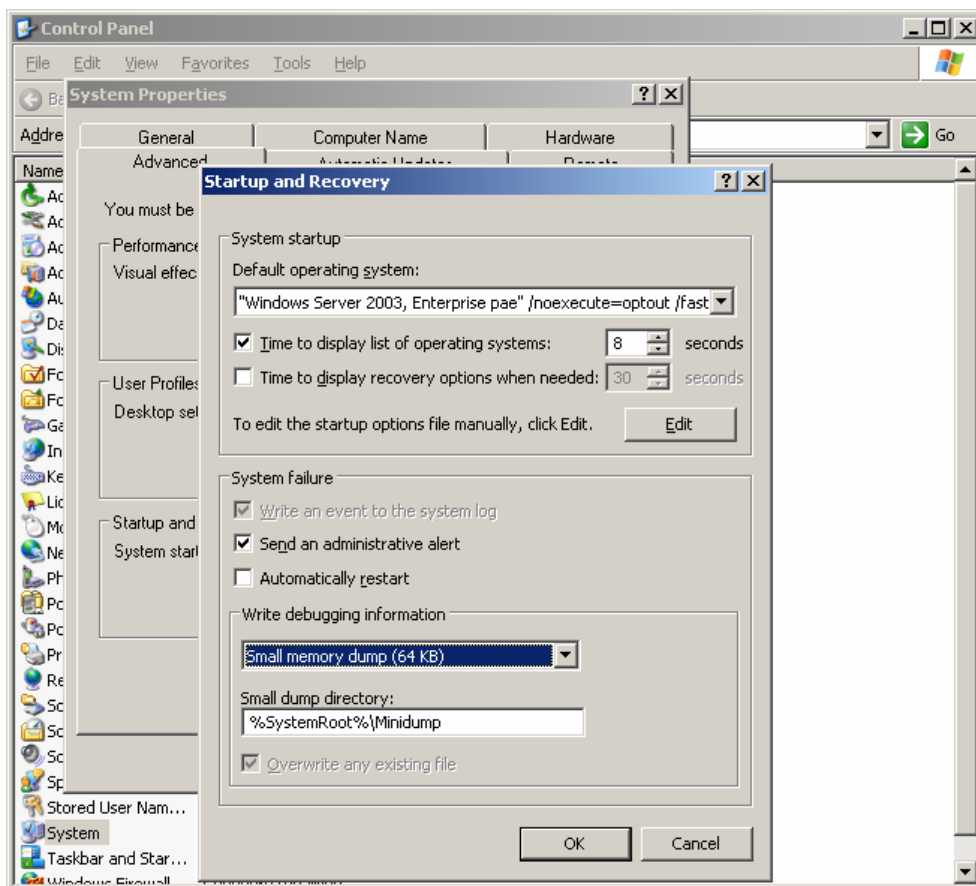 Control Panel
File Edit View Favorites Tools Help
System Properties
Go
General Computer Name Hardware
Advanced Automatic Updates Remote
Name
Startup and Recovery
You must be
System startup
Performance
Default operating system:
Visual effec
"Windows Server 2003, Enterprise pae" /noexecute=optout /fast
Time to display list of operating systems: 8 seconds
Time to display recovery options when needed: 30 seconds
User Profiles
Desktop set
To edit the startup options file manually, click Edit. Edit
System failure
Write an event to the system log
Startup and
Send an administrative alert
System start
Automatically restart
Write debugging information
Small memory dump (64 KB)
Small dump directory:
%SystemRoot%\Minidump
Overwrite any existing file
Stored User Nam...
System
OK Cancel
Taskbar and Star...